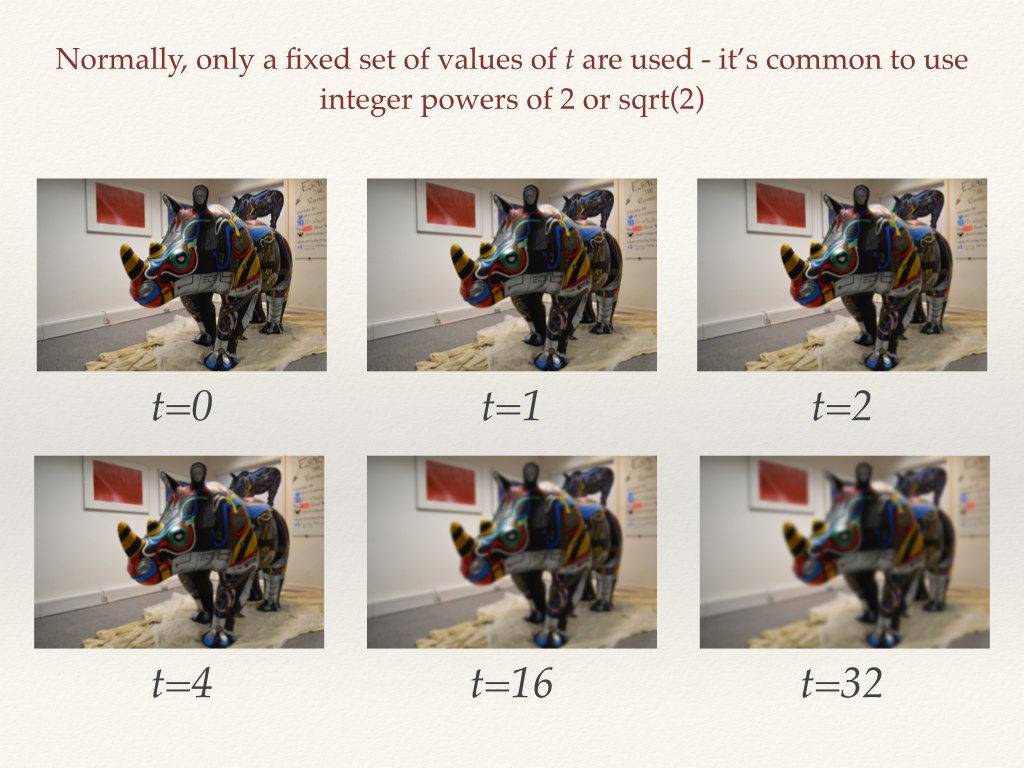 Normally, only a fixed set of values of t are used - it’s common to use
integer powers of 2 or sqrt(2)
t=0
t=1
t=2
t=4
t=16
t=32